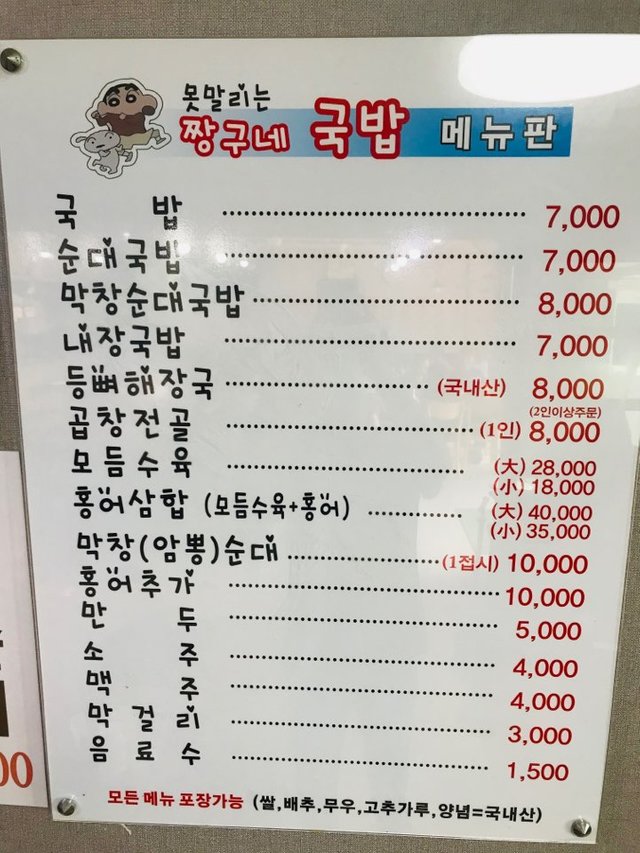 못말리는
짱구네 국밥 메뉴판
국 밥 ........ 7,000
순대국밥 ........ 7,000
막창순대국밥 ........ 8,000
내장국밥 ........ 7,000
등뼈해장국 ........ (국내산) 8,000
(2인이상주문)
곱창전골 ........ (1인) 8,000
모듬수육 ........ (大) 28,000
(小) 18,000
홍어삼합 (모듬수육+홍어) ........ (大) 40,000
(小) 35,000
막창(암뽕)순대 ........ (1접시) 10,000
홍어추가 ........ 10,000
만 두 ........ 5,000
소 주 ........ 4,000
맥 주 ........ 4,000
막 걸 리 ........ 3,000
음 료 수 ........ 1,500
모든 메뉴 포장가능 (쌀,배추,무우,고추가루,양념=국내산)
00